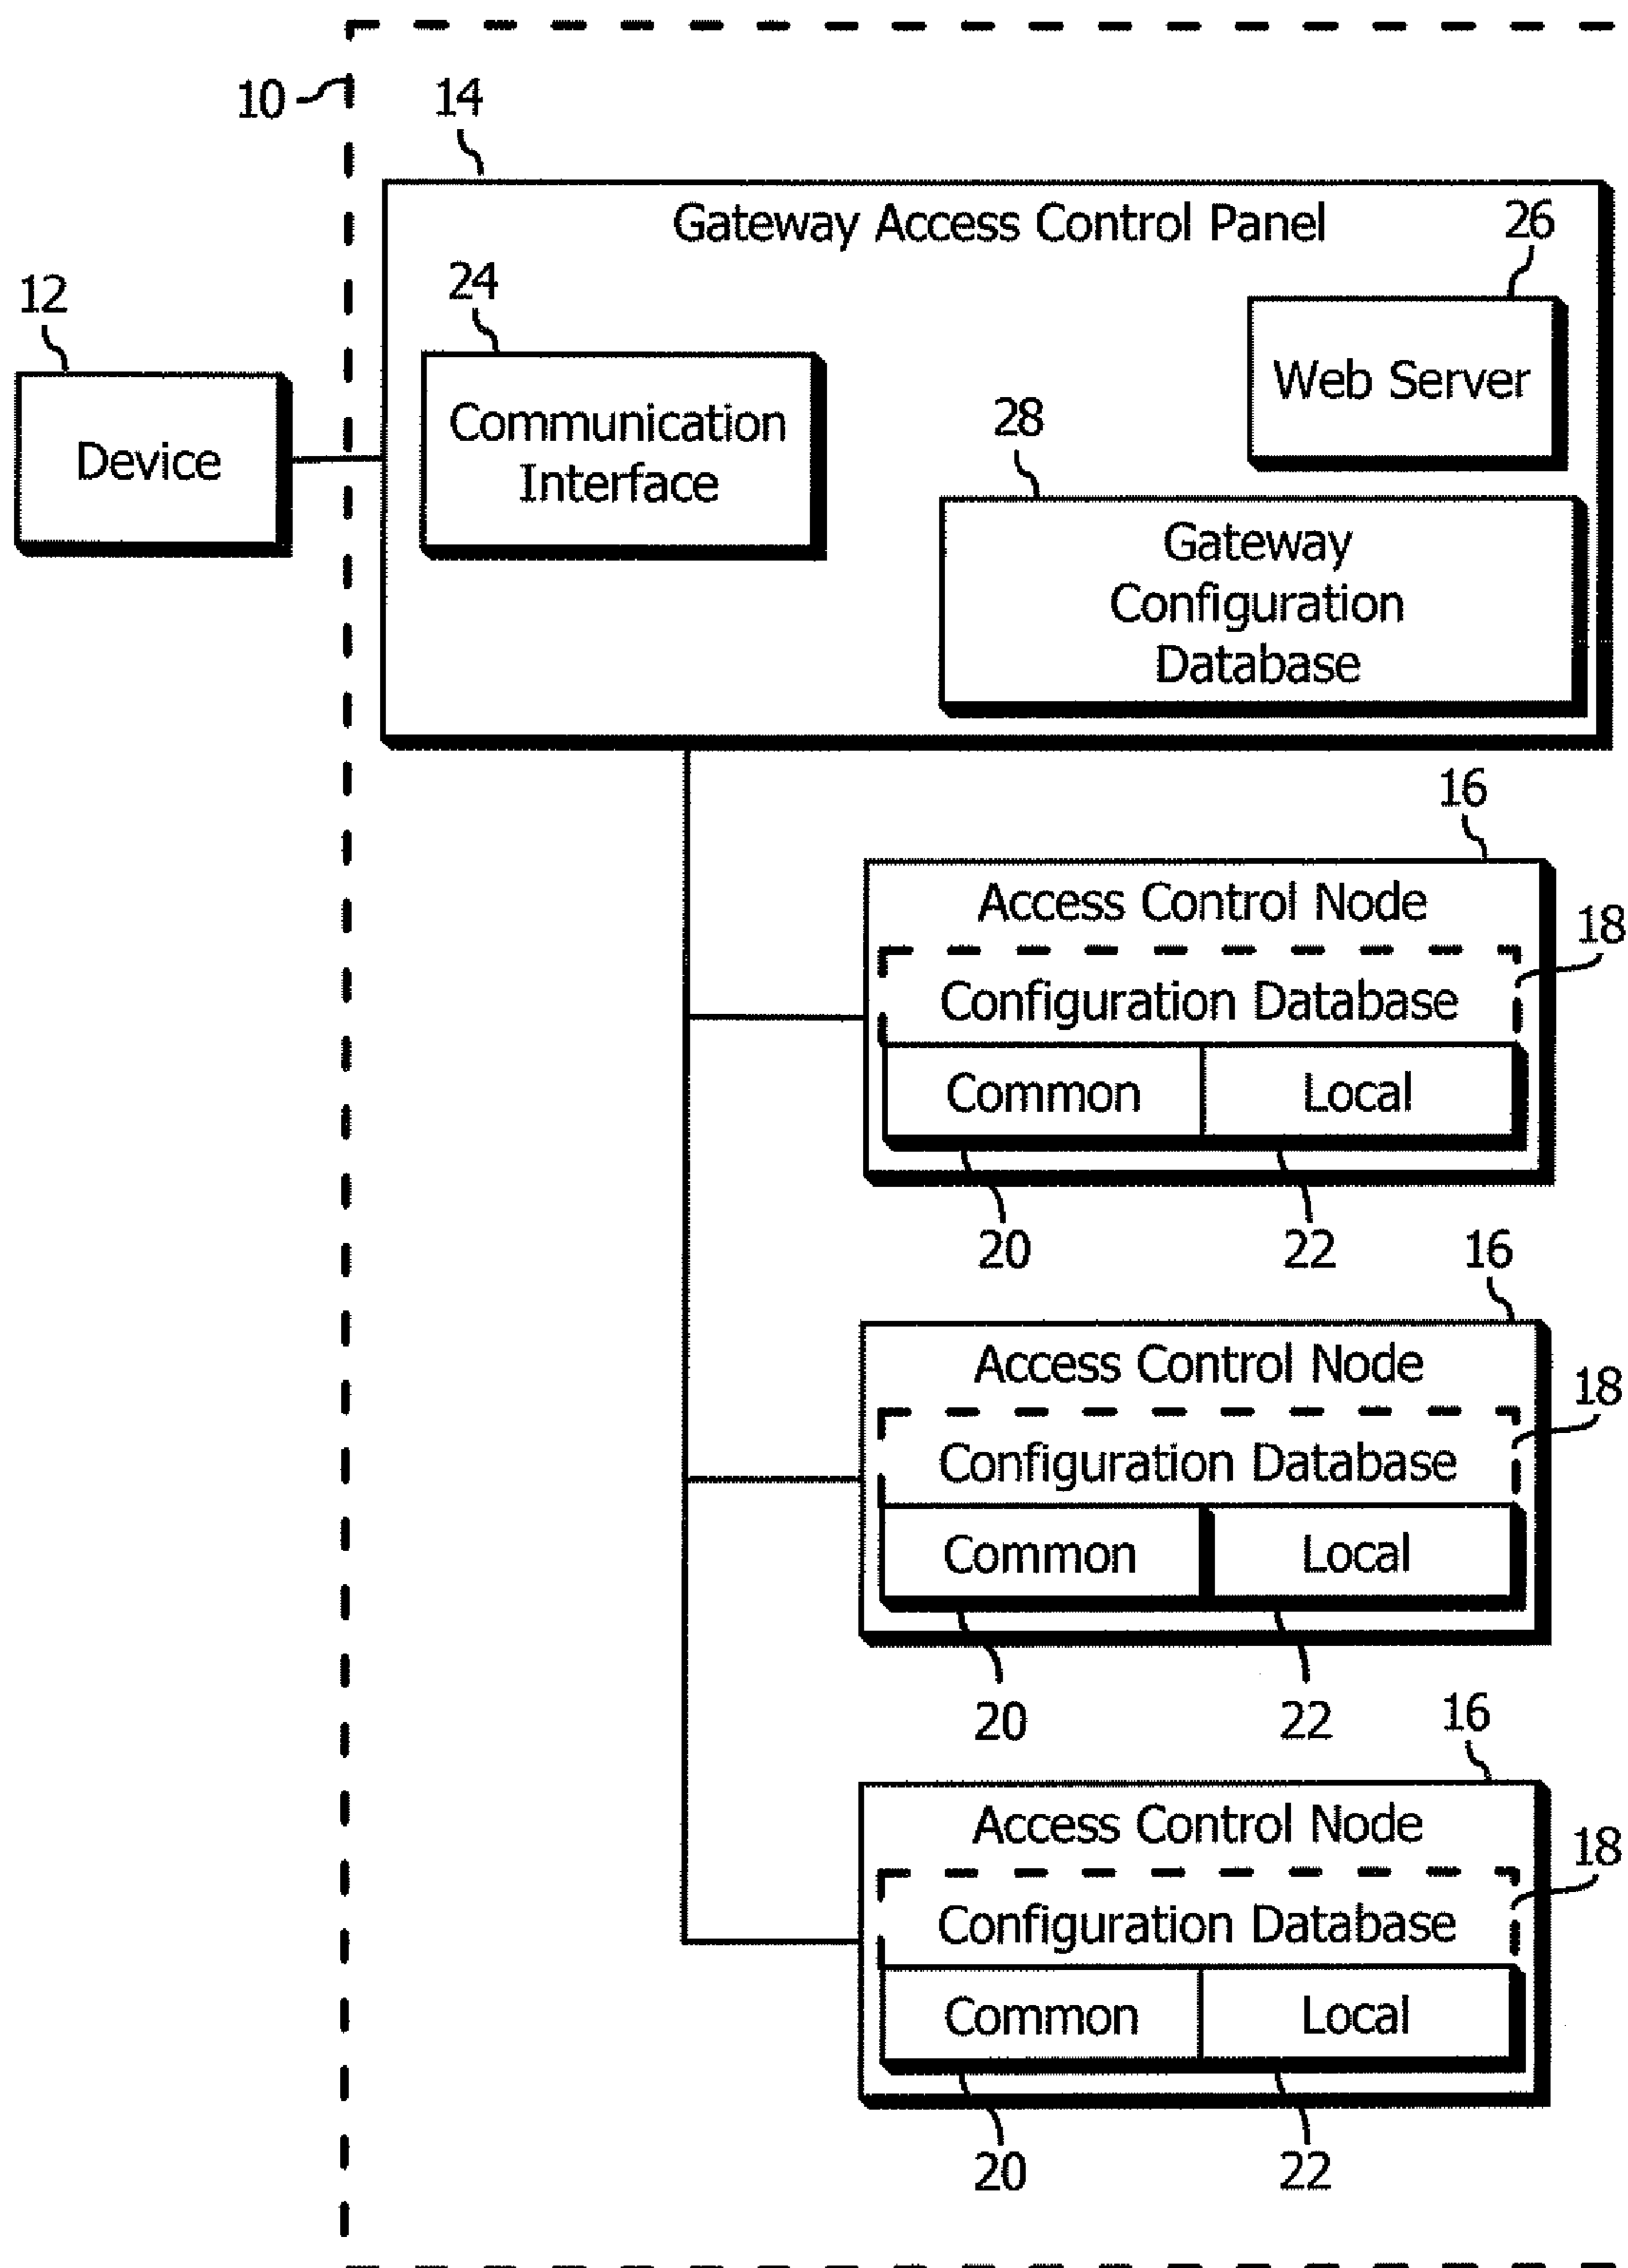 10
14
Gateway Access Control Panel
26
12
24
Web Server
Device
Communication
Interface
28
Gateway
Configuration
Database
16
Access Control Node
18
Configuration Database
Common
Local
20
22
16
Access Control Node
18
Configuration Database
Common
Local
20
22
16
Access Control Node
18
Configuration Database
Common
Local
20
22